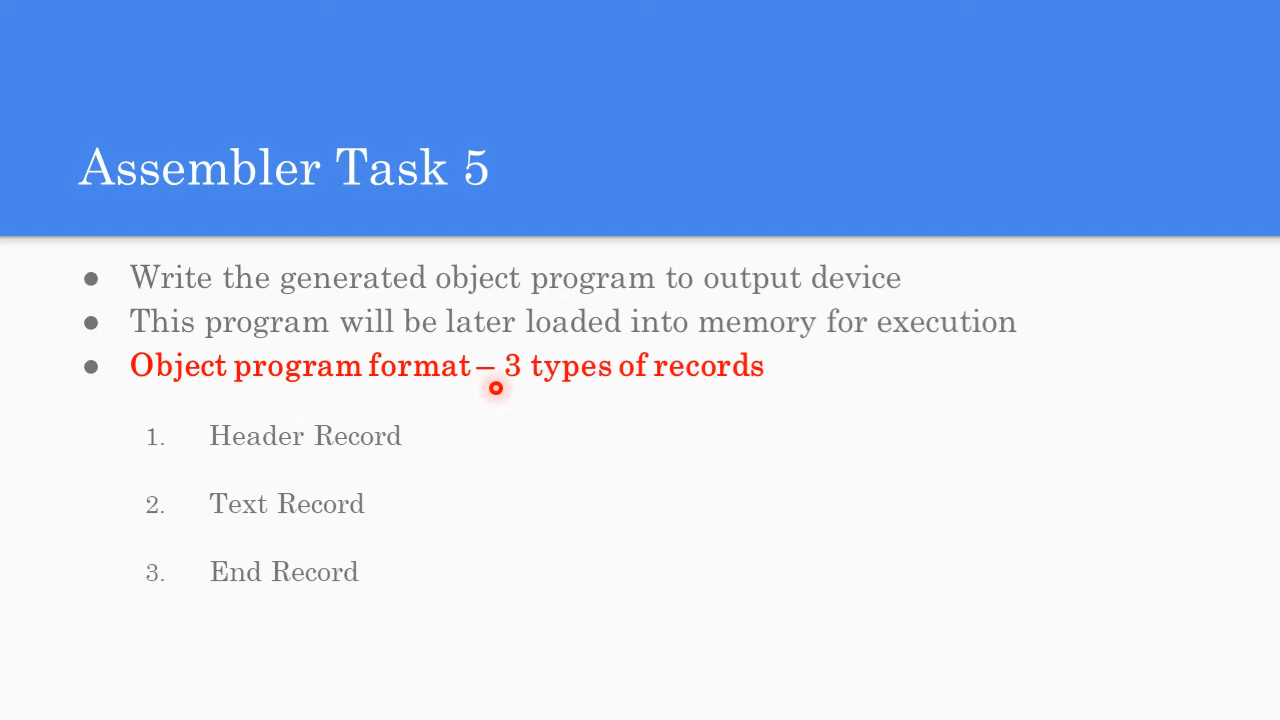 Assembler Task 5
● Write the generated object program to output device
● This program will be later loaded into memory for execution
● Object program format – 3 types of records
1. Header Record
2. Text Record
3. End Record